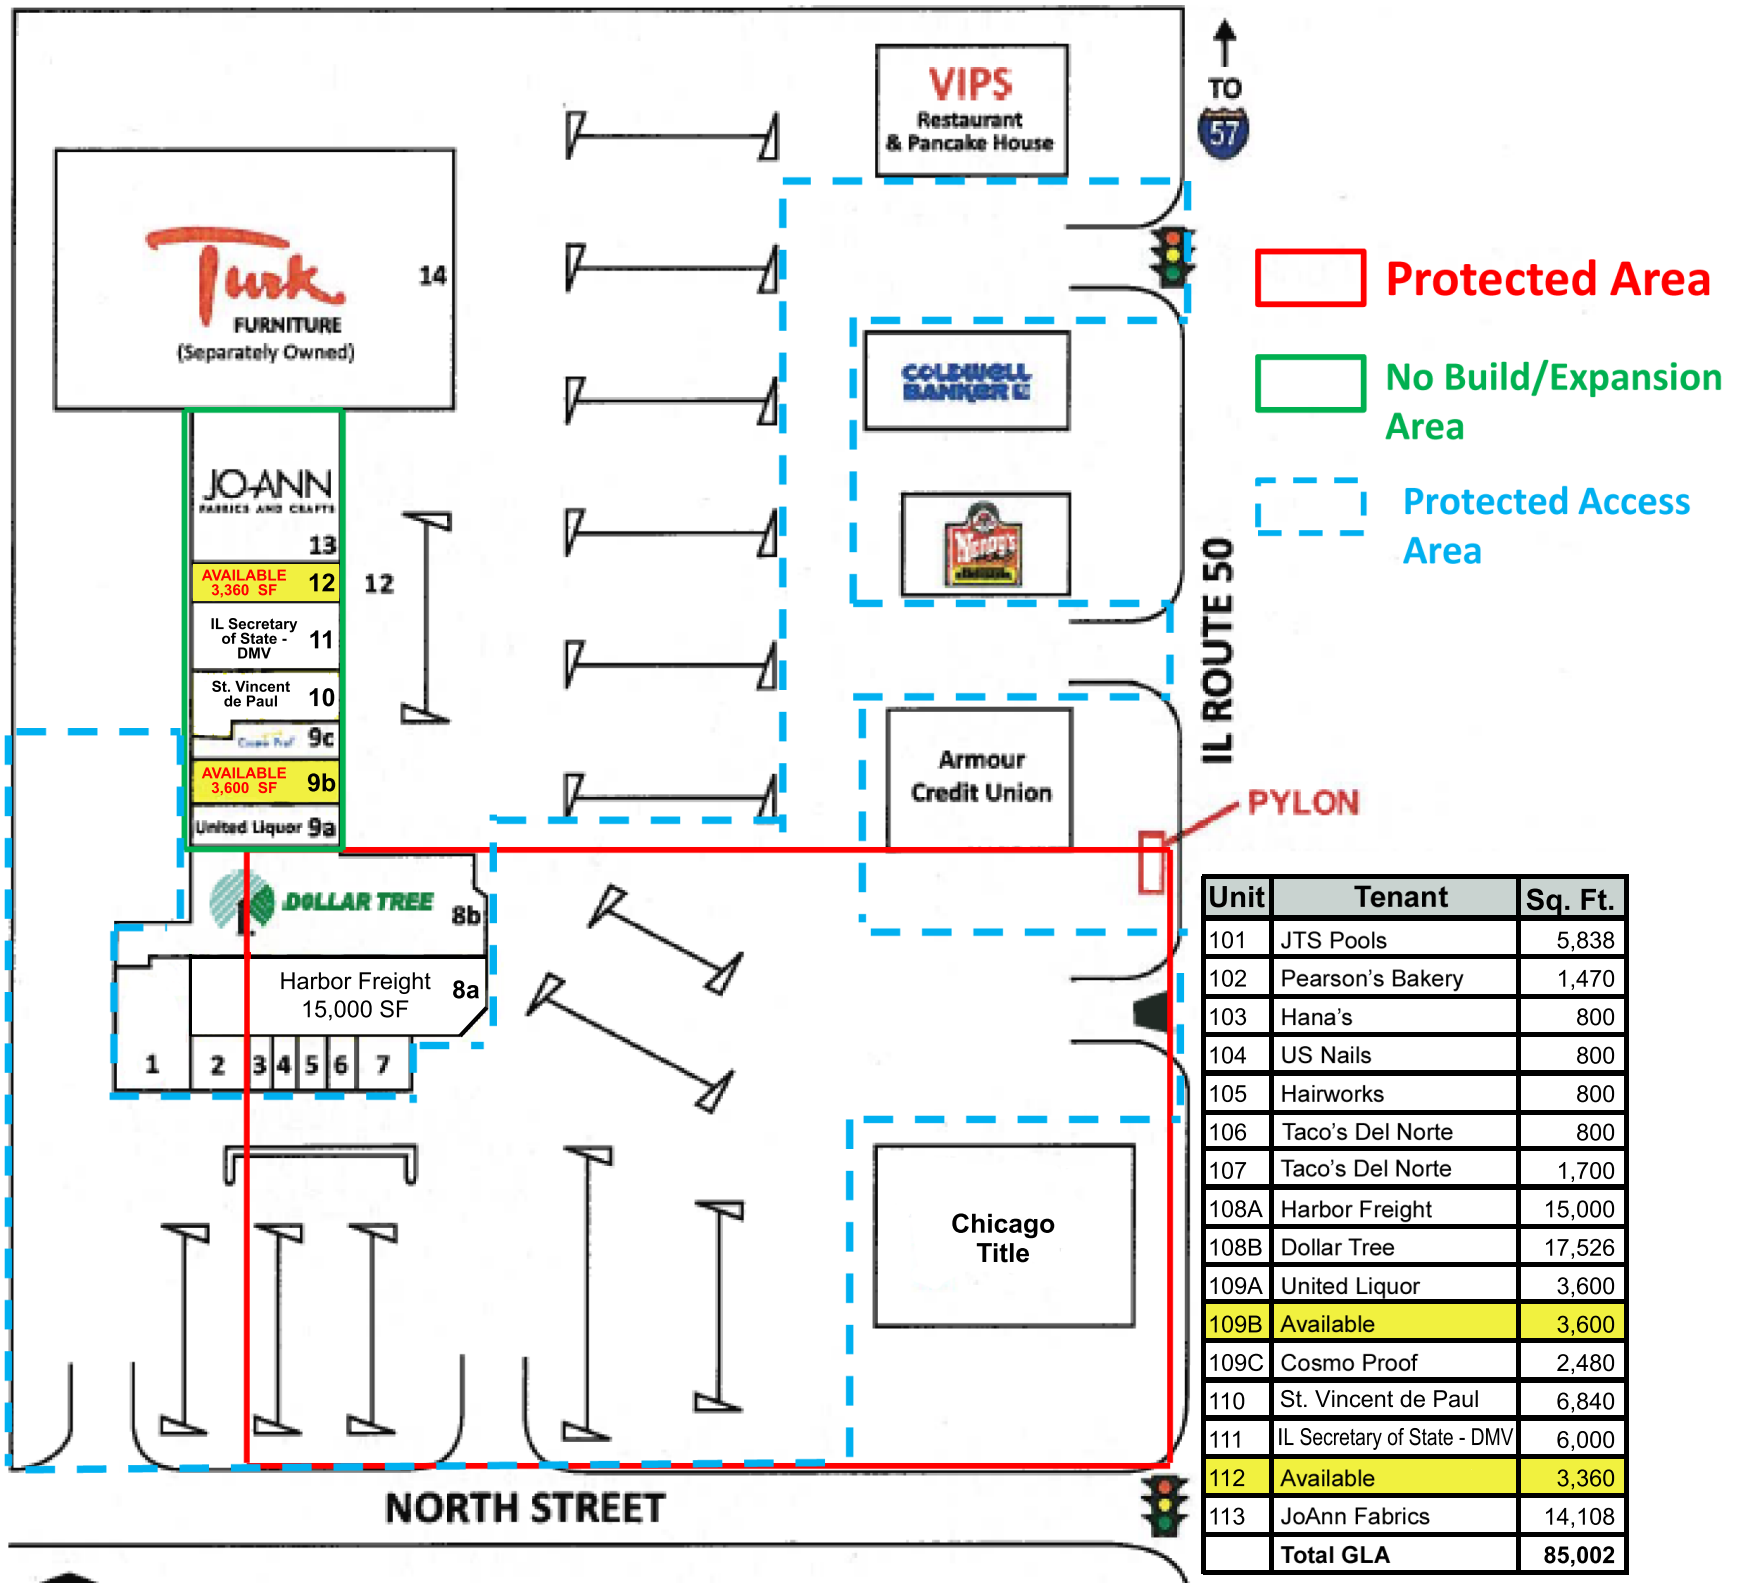 VIPS
Restaurant
& Pancake House
TO
57
Turk
FURNITURE
(Separately Owned)
14
Protected Area
No Build/Expansion
Area
Protected Access
Area
COLDWELL
BANKER
Wendy's
JO-ANN
FABRICS AND CRAFTS
13
AVAILABLE
3,360 SF
12
12
IL Secretary
of State -
DMV
11
St. Vincent
de Paul
10
Cosmo Prof
9c
AVAILABLE
3,600 SF
9b
United Liquor 9a
IL ROUTE 50
Armour
Credit Union
PYLON
DOLLAR TREE
8b
Harbor Freight
15,000 SF
8a
1 2 3 4 5 6 7
Chicago
Title
NORTH STREET
Unit Tenant Sq. Ft.
101 JTS Pools 5,838
102 Pearson's Bakery 1,470
103 Hana's 800
104 US Nails 800
105 Hairworks 800
106 Taco's Del Norte 800
107 Taco's Del Norte 1,700
108A Harbor Freight 15,000
108B Dollar Tree 17,526
109A United Liquor 3,600
109B Available 3,600
109C Cosmo Proof 2,480
110 St. Vincent de Paul 6,840
111 IL Secretary of State - DMV 6,000
112 Available 3,360
113 JoAnn Fabrics 14,108
Total GLA 85,002